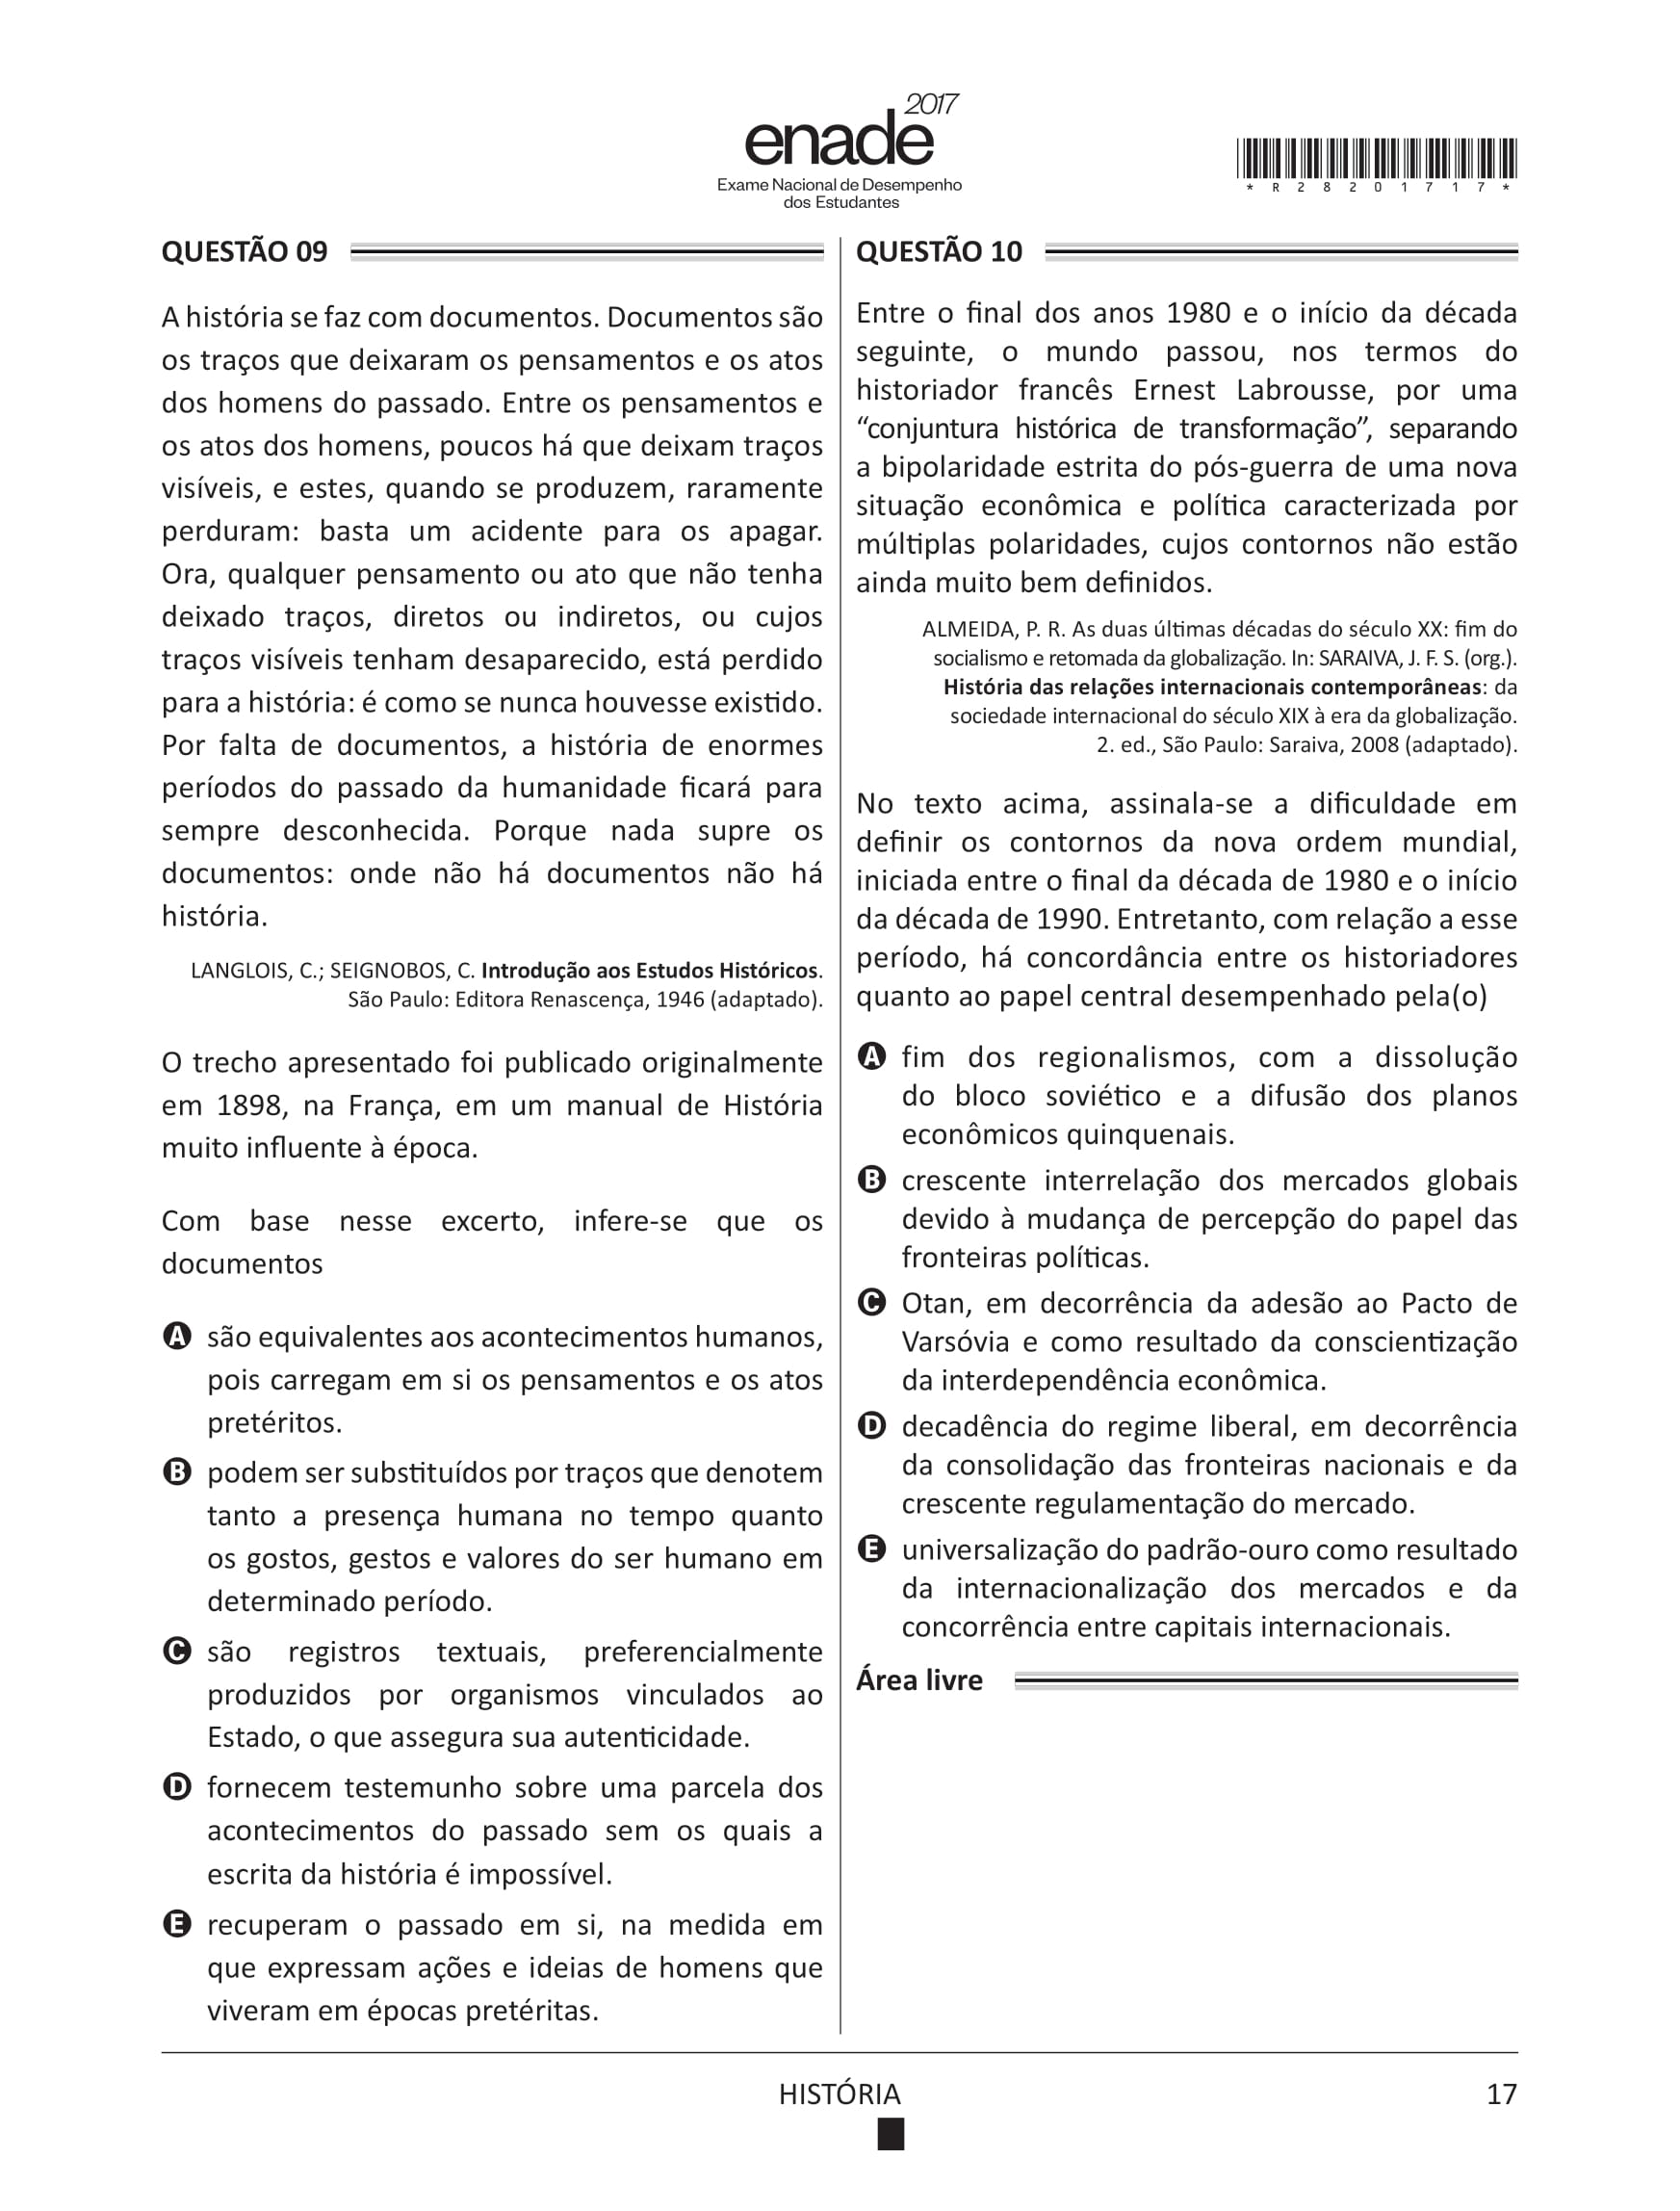 2017
enade
Exame Nacional de Desempenho
dos Estudantes
* R 2 8 2 0 1 7 1 7 *
QUESTÃO 09
A história se faz com documentos. Documentos são
os traços que deixaram os pensamentos e os atos
dos homens do passado. Entre os pensamentos e
os atos dos homens, poucos há que deixam traços
visíveis, e estes, quando se produzem, raramente
perduram: basta um acidente para os apagar.
Ora, qualquer pensamento ou ato que não tenha
deixado traços, diretos ou indiretos, ou cujos
traços visíveis tenham desaparecido, está perdido
para a história: é como se nunca houvesse existido.
Por falta de documentos, a história de enormes
períodos do passado da humanidade ficará para
sempre desconhecida. Porque nada supre os
documentos: onde não há documentos não há
história.
LANGLOIS, C.; SEIGNOBOS, C. Introdução aos Estudos Históricos.
São Paulo: Editora Renascença, 1946 (adaptado).
O trecho apresentado foi publicado originalmente
em 1898, na França, em um manual de História
muito influente à época.
Com base nesse excerto, infere-se que os
documentos
A são equivalentes aos acontecimentos humanos,
pois carregam em si os pensamentos e os atos
pretéritos.
B podem ser substituídos por traços que denotem
tanto a presença humana no tempo quanto
os gostos, gestos e valores do ser humano em
determinado período.
C são registros textuais, preferencialmente
produzidos por organismos vinculados ao
Estado, o que assegura sua autenticidade.
D fornecem testemunho sobre uma parcela dos
acontecimentos do passado sem os quais a
escrita da história é impossível.
E recuperam o passado em si, na medida em
que expressam ações e ideias de homens que
viveram em épocas pretéritas.
QUESTÃO 10
Entre o final dos anos 1980 e o início da década
seguinte, o mundo passou, nos termos do
historiador francês Ernest Labrousse, por uma
“conjuntura histórica de transformação”, separando
a bipolaridade estrita do pós-guerra de uma nova
situação econômica e política caracterizada por
múltiplas polaridades, cujos contornos não estão
ainda muito bem definidos.
ALMEIDA, P. R. As duas últimas décadas do século XX: fim do
socialismo e retomada da globalização. In: SARAIVA, J. F. S. (org.).
História das relações internacionais contemporâneas: da
sociedade internacional do século XIX à era da globalização.
2. ed., São Paulo: Saraiva, 2008 (adaptado).
No texto acima, assinala-se a dificuldade em
definir os contornos da nova ordem mundial,
iniciada entre o final da década de 1980 e o início
da década de 1990. Entretanto, com relação a esse
período, há concordância entre os historiadores
quanto ao papel central desempenhado pela(o)
A fim dos regionalismos, com a dissolução
do bloco soviético e a difusão dos planos
econômicos quinquenais.
B crescente interrelação dos mercados globais
devido à mudança de percepção do papel das
fronteiras políticas.
C Otan, em decorrência da adesão ao Pacto de
Varsóvia e como resultado da conscientização
da interdependência econômica.
D decadência do regime liberal, em decorrência
da consolidação das fronteiras nacionais e da
crescente regulamentação do mercado.
E universalização do padrão-ouro como resultado
da internacionalização dos mercados e da
concorrência entre capitais internacionais.
Área livre
HISTÓRIA
17